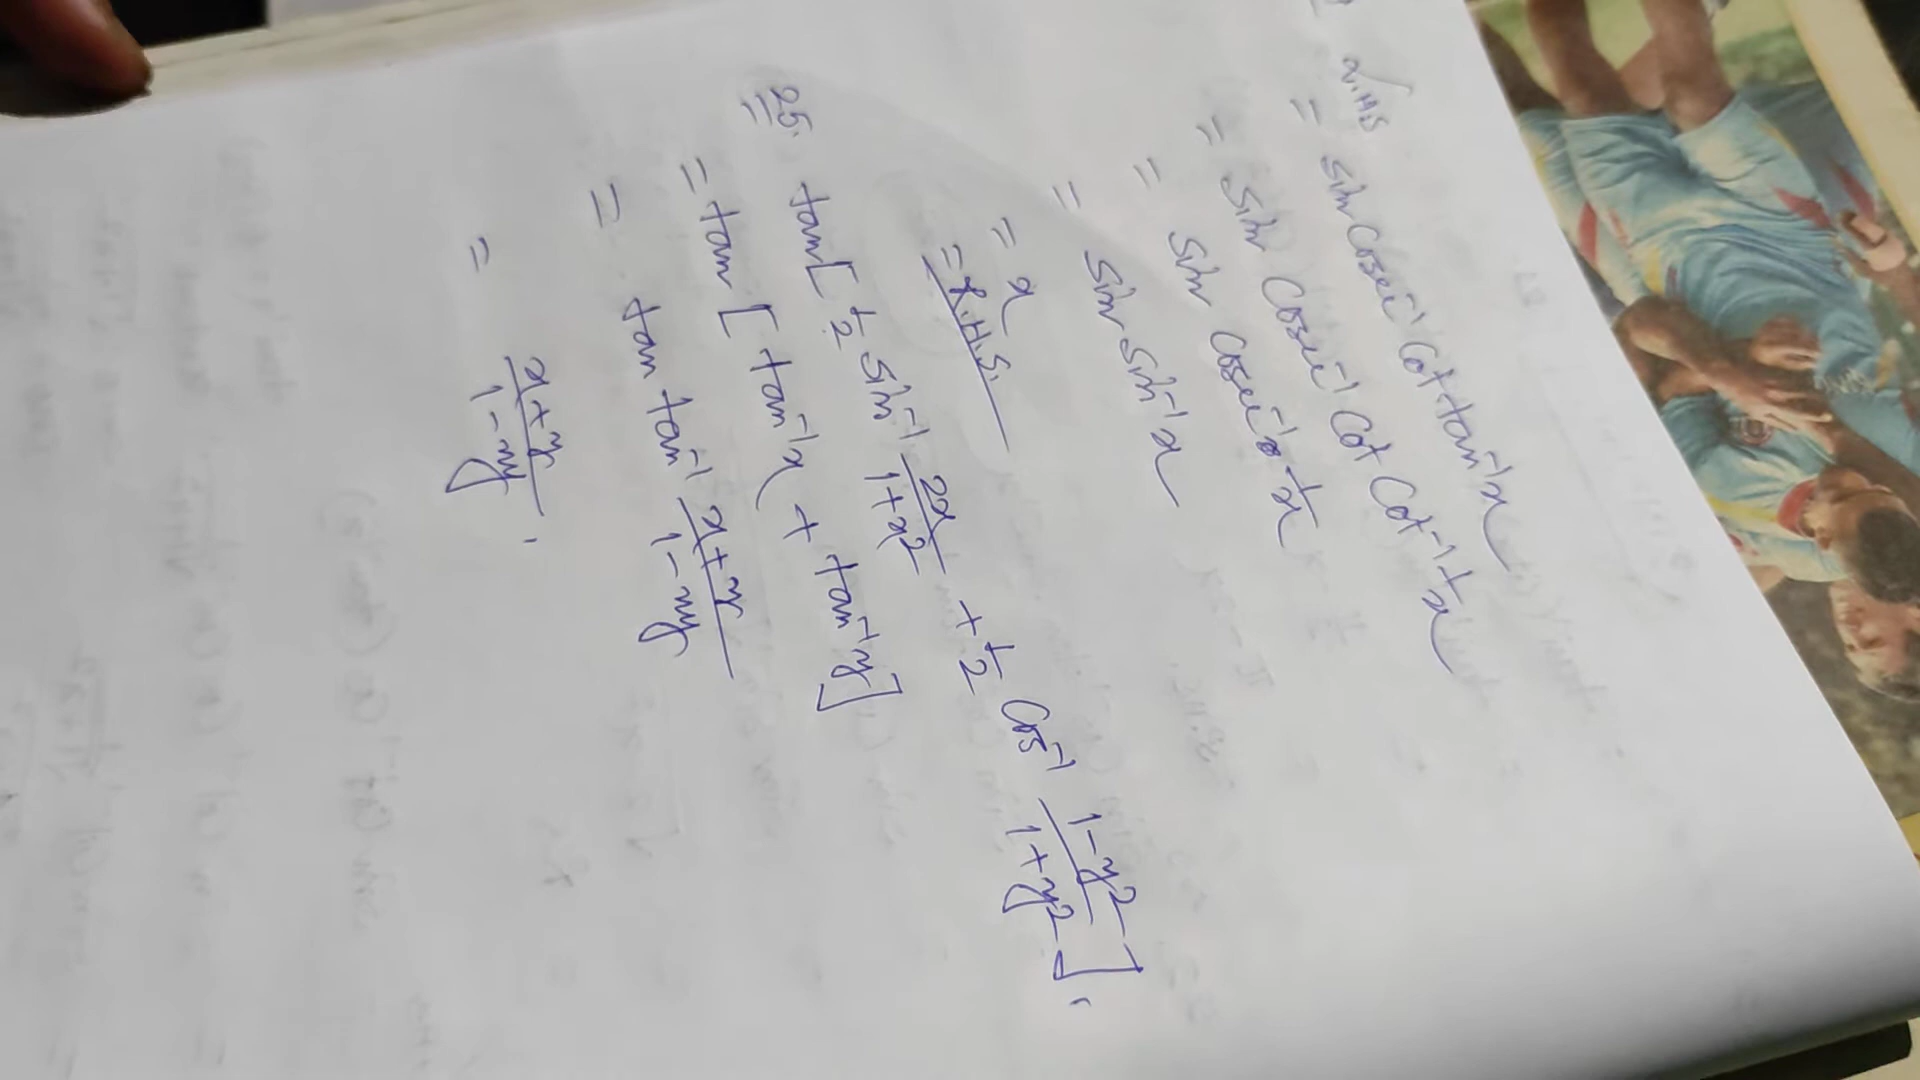 L.H.S
= sin cosec⁻¹ cot tan⁻¹x
= sin cosec⁻¹ cot cot⁻¹ 1/x
= sin cosec⁻¹ 1/x
= sin sin⁻¹x
= x
= R.H.S.
25. tan[1/2 sin⁻¹ 2x/1+x² + 1/2 cos⁻¹ 1-y²/1+y²].
= tan[tan⁻¹x + tan⁻¹y]
= tan tan⁻¹ x+y/1-xy
= x+y/1-xy.